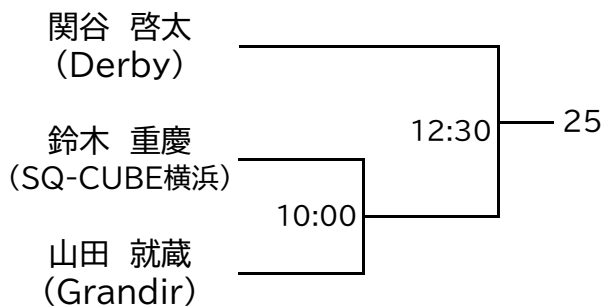 関谷 啓太
（Derby）
12:30
25
鈴木 重慶
（SQ-CUBE横浜）
10:00
山田 就蔵
（Grandir）